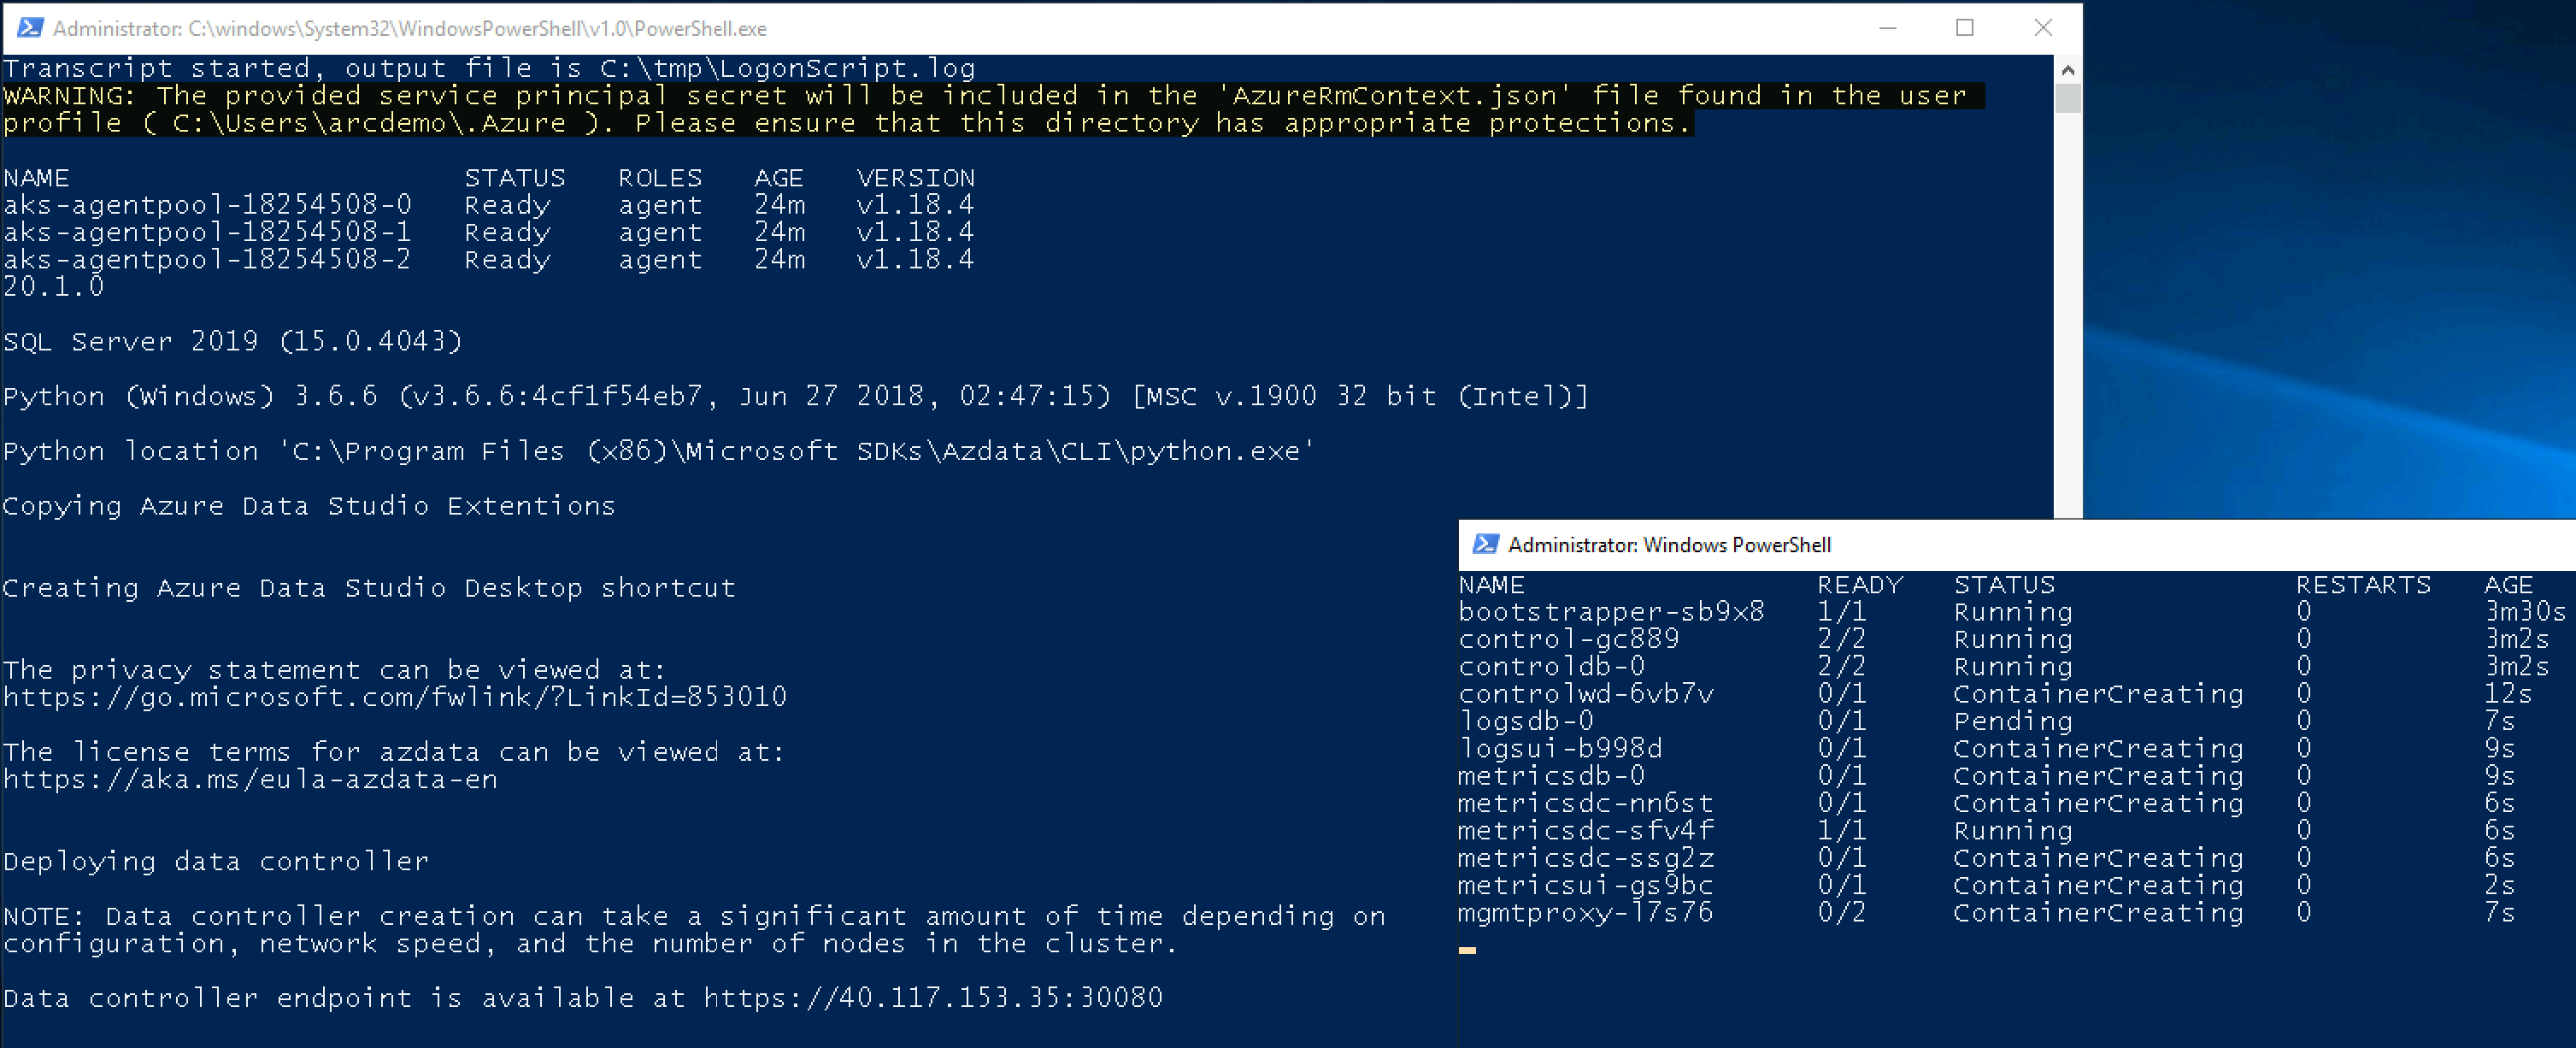 Administrator: C:\windows\System32\WindowsPowerShell\v1.0\PowerShell.exe
Transcript started, output file is C:\tmp\LogonScript.log
WARNING: The provided service principal secret will be included in the 'AzureRmContext.json' file found in the user
profile ( C:\Users\arcdemo\.Azure ). Please ensure that this directory has appropriate protections.
NAME STATUS ROLES AGE VERSION
aks-agentpool-18254508-0 Ready agent 24m v1.18.4
aks-agentpool-18254508-1 Ready agent 24m v1.18.4
aks-agentpool-18254508-2 Ready agent 24m v1.18.4
20.1.0
SQL Server 2019 (15.0.4043)
Python (Windows) 3.6.6 (v3.6.6:4cf1f54eb7, Jun 27 2018, 02:47:15) [MSC v.1900 32 bit (Intel)]
Python location 'C:\Program Files (x86)\Microsoft SDKs\Azdata\CLI\python.exe'
Copying Azure Data Studio Extentions
Creating Azure Data Studio Desktop shortcut
The privacy statement can be viewed at:
https://go.microsoft.com/fwlink/?LinkId=853010
The license terms for azdata can be viewed at:
https://aka.ms/eula-azdata-en
Deploying data controller
NOTE: Data controller creation can take a significant amount of time depending on
configuration, network speed, and the number of nodes in the cluster.
Data controller endpoint is available at https://40.117.153.35:30080
Administrator: Windows PowerShell
NAME READY STATUS RESTARTS AGE
bootstrapper-sb9x8 1/1 Running 0 3m30s
control-gc889 2/2 Running 0 3m2s
controldb-0 2/2 Running 0 3m2s
controlwd-6vb7v 0/1 ContainerCreating 0 12s
logsdb-0 0/1 Pending 0 7s
logsui-b998d 0/1 ContainerCreating 0 9s
metricsdb-0 0/1 ContainerCreating 0 9s
metricsdc-nn6st 0/1 ContainerCreating 0 6s
metricsdc-sfv4f 1/1 Running 0 6s
metricsdc-ssg2z 0/1 ContainerCreating 0 6s
metricsui-gs9bc 0/1 ContainerCreating 0 2s
mgmtproxy-l7s76 0/2 ContainerCreating 0 7s